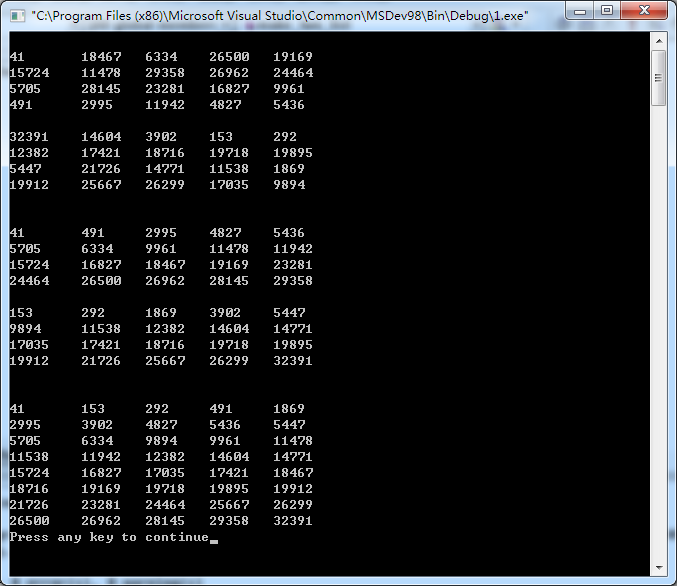 "C:\Program Files (x86)\Microsoft Visual Studio\Common\MSDev98\Bin\Debug\1.exe"
41 18467 6334 26500 19169
15724 11478 29358 26962 24464
5705 28145 23281 16827 9961
491 2995 11942 4827 5436
32391 14604 3902 153 292
12382 17421 18716 19718 19895
5447 21726 14771 11538 1869
19912 25667 26299 17035 9894
41 491 2995 4827 5436
5705 6334 9961 11478 11942
15724 16827 18467 19169 23281
24464 26500 26962 28145 29358
153 292 1869 3902 5447
9894 11538 12382 14604 14771
17035 17421 18716 19718 19895
19912 21726 25667 26299 32391
41 153 292 491 1869
2995 3902 4827 5436 5447
5705 6334 9894 9961 11478
11538 11942 12382 14604 14771
15724 16827 17035 17421 18467
18716 19169 19718 19895 19912
21726 23281 24464 25667 26299
26500 26962 28145 29358 32391
Press any key to continue